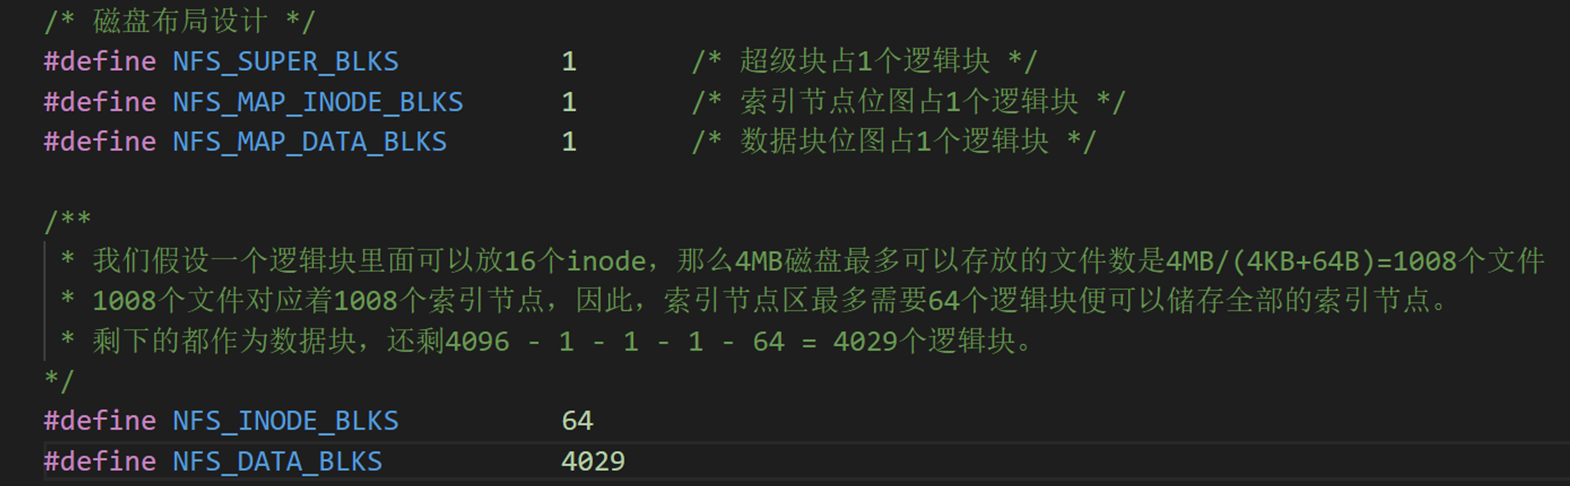 /* 磁盘布局设计 */
#define NFS_SUPER_BLKS 1 /* 超级块占1个逻辑块 */
#define NFS_MAP_INODE_BLKS 1 /* 索引节点位图占1个逻辑块 */
#define NFS_MAP_DATA_BLKS 1 /* 数据块位图占1个逻辑块 */
/**
* 我们假设一个逻辑块里面可以放16个inode，那么4MB磁盘最多可以存放的文件数是4MB/(4KB+64B)=1008个文件
* 1008个文件对应着1008个索引节点，因此，索引节点区最多需要64个逻辑块便可以储存全部的索引节点。
* 剩下的都作为数据块，还剩4096 - 1 - 1 - 1 - 64 = 4029个逻辑块。
*/
#define NFS_INODE_BLKS 64
#define NFS_DATA_BLKS 4029